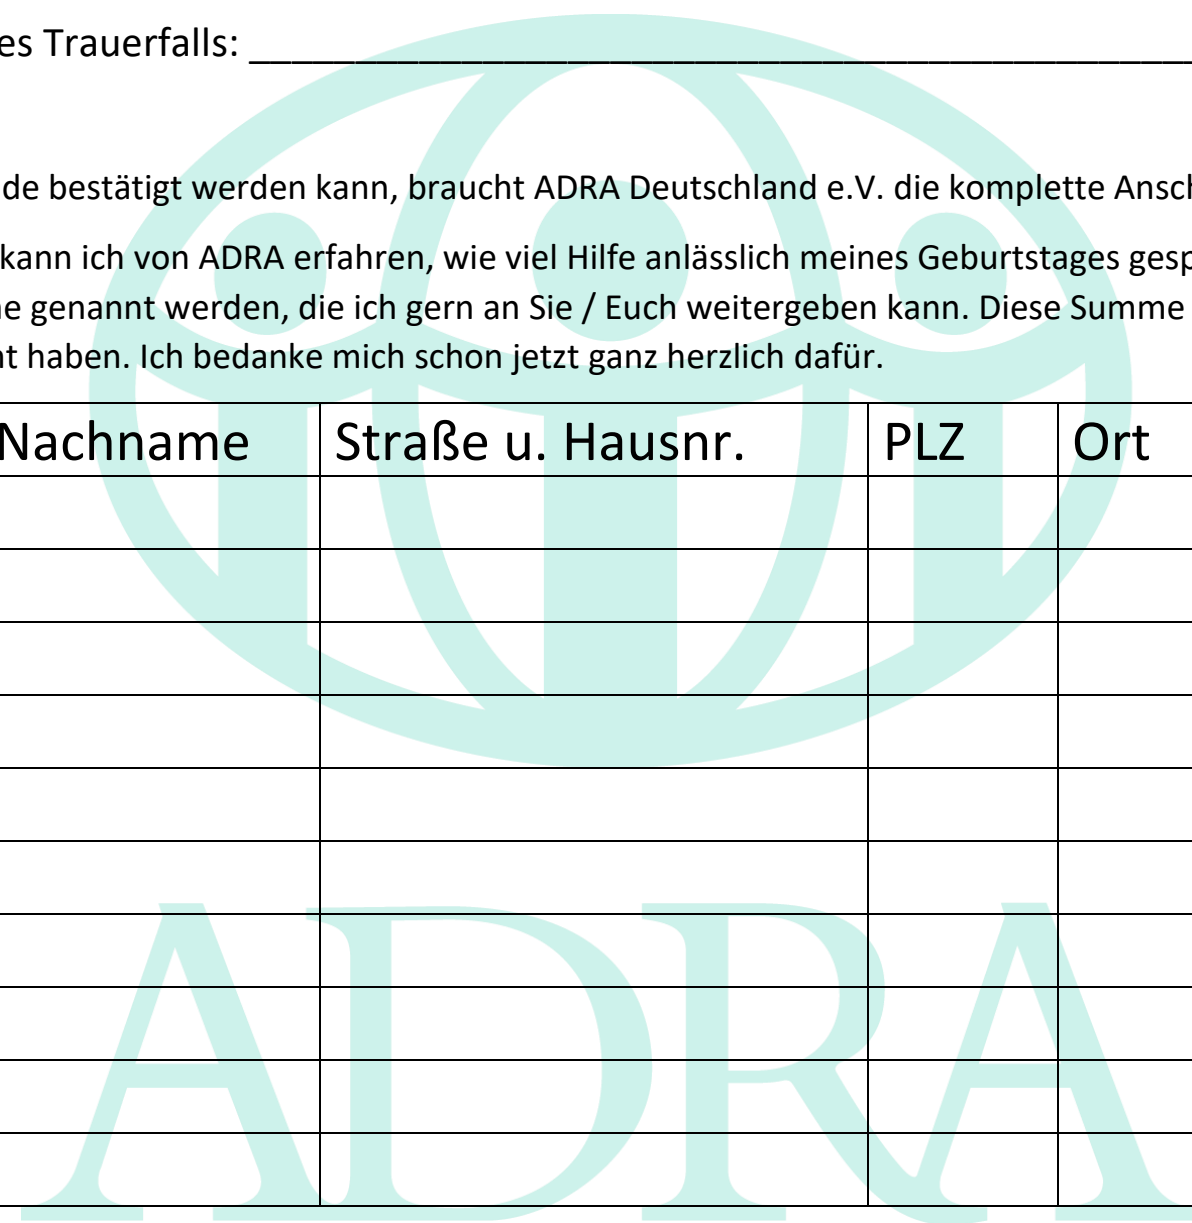 es Trauerfalls: ____________________________________________
de bestätigt werden kann, braucht ADRA Deutschland e.V. die komplette Ansch
kann ich von ADRA erfahren, wie viel Hilfe anlässlich meines Geburtstages gesp
ne genannt werden, die ich gern an Sie / Euch weitergeben kann. Diese Summe
nt haben. Ich bedanke mich schon jetzt ganz herzlich dafür.
Nachname Straße u. Hausnr. PLZ Ort
ADRA